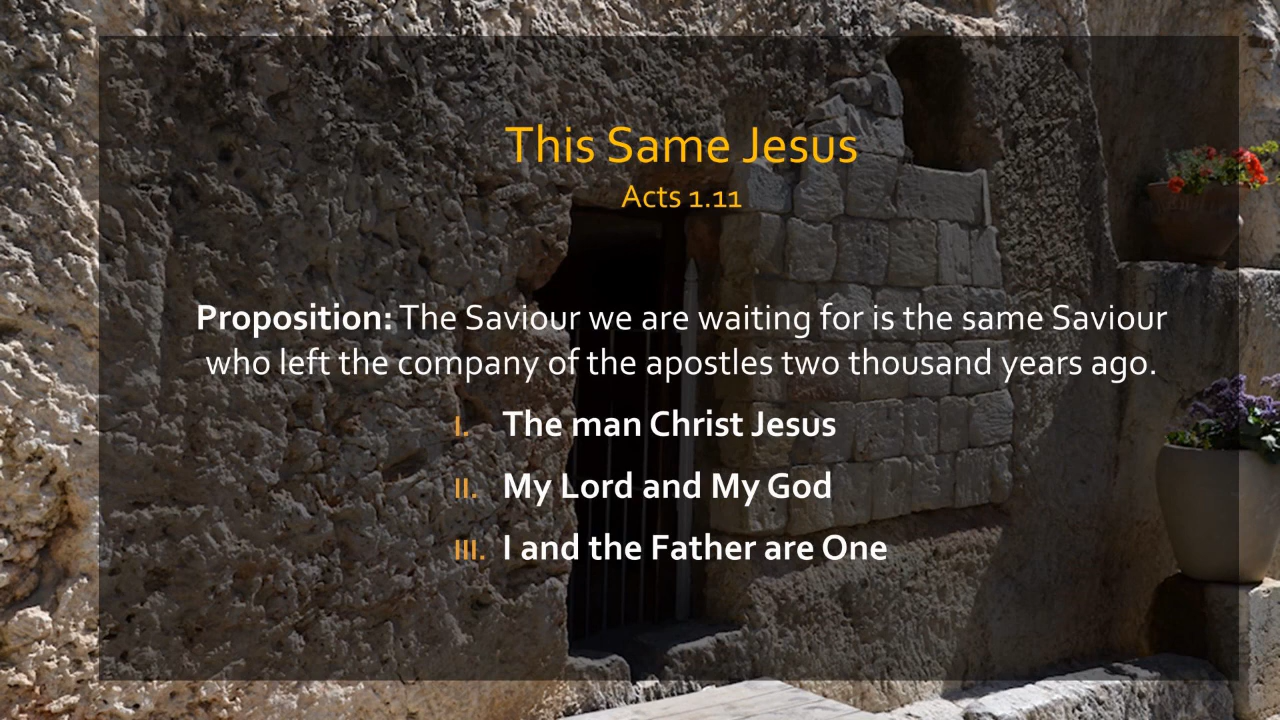 This Same Jesus
Acts 1.11
Proposition: The Saviour we are waiting for is the same Saviour
who left the company of the apostles two thousand years ago.
I. The man Christ Jesus
II. My Lord and My God
III. I and the Father are One